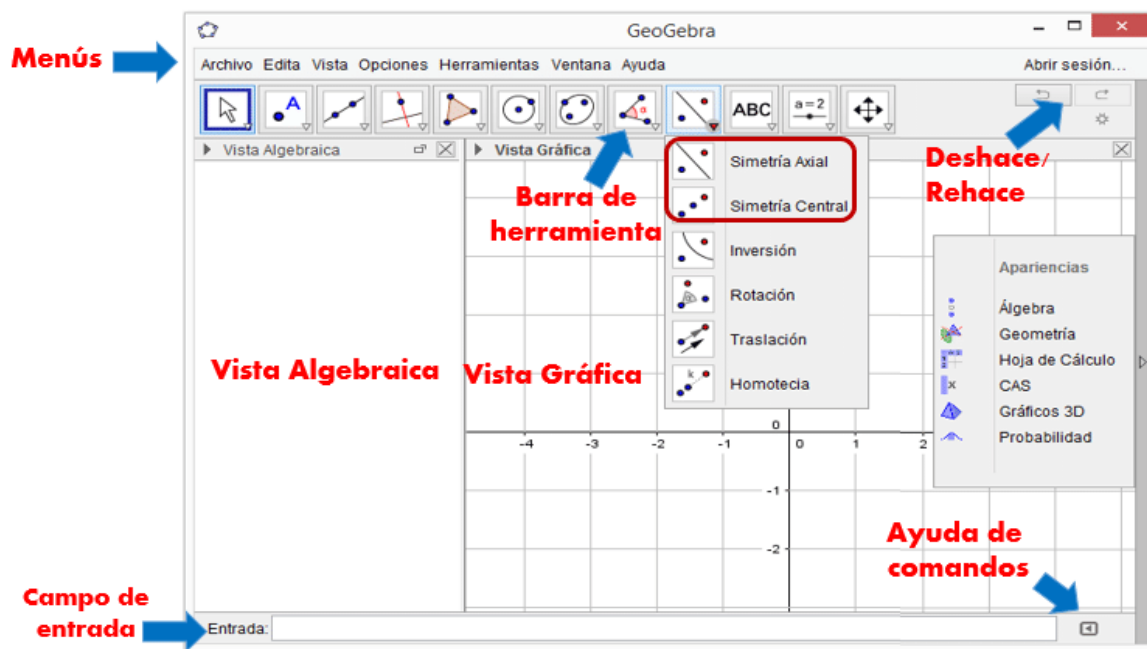 GeoGebra
Menús
Archivo Edita Vista Opciones Herramientas Ventana Ayuda
Abrir sesión...
A
α
ABC
a=2
Vista Algebraica
Vista Gráfica
Deshace/
Rehace
Barra de
herramienta
Simetría Axial
Simetría Central
Inversión
Rotación
Traslación
k
Homotecia
Apariencias
Álgebra
Geometría
Hoja de Cálculo
x CAS
Gráficos 3D
Probabilidad
Vista Algebraica
Vista Gráfica
0
-4 -3 -2 -1 0 1 2
-1
-2
Ayuda de
comandos
Campo de
entrada
Entrada: